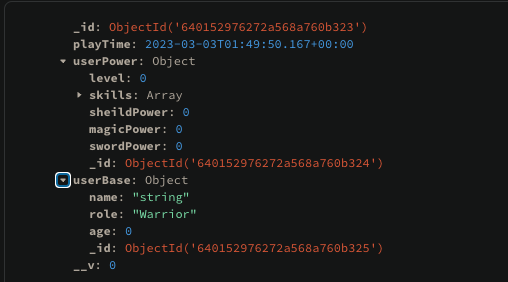 _id: ObjectId('640152976272a568a760b323')
playTime: 2023-03-03T01:49:50.167+00:00
userPower: Object
level: 0
skills: Array
sheildPower: 0
magicPower: 0
swordPower: 0
_id: ObjectId('640152976272a568a760b324')
userBase: Object
name: "string"
role: "Warrior"
age: 0
_id: ObjectId('640152976272a568a760b325')
__v: 0